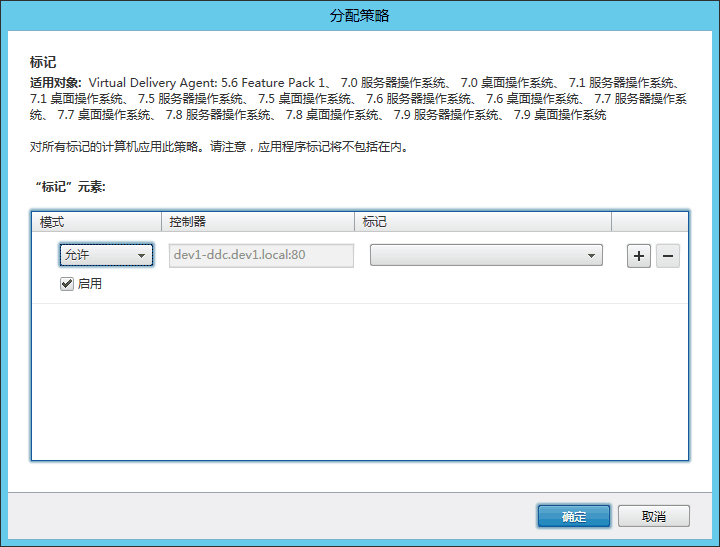 分配策略
标记
适用对象: Virtual Delivery Agent: 5.6 Feature Pack 1、 7.0 服务器操作系统、 7.0 桌面操作系统、 7.1 服务器操作系统、
7.1 桌面操作系统、 7.5 服务器操作系统、 7.5 桌面操作系统、 7.6 服务器操作系统、 7.6 桌面操作系统、 7.7 服务器操作系
统、 7.7 桌面操作系统、 7.8 服务器操作系统、 7.8 桌面操作系统、 7.9 服务器操作系统、 7.9 桌面操作系统
对所有标记的计算机应用此策略。请注意，应用程序标记将不包括在内。
“标记”元素:
模式 控制器 标记
允许 dev1-ddc.dev1.local:80
启用
确定 取消